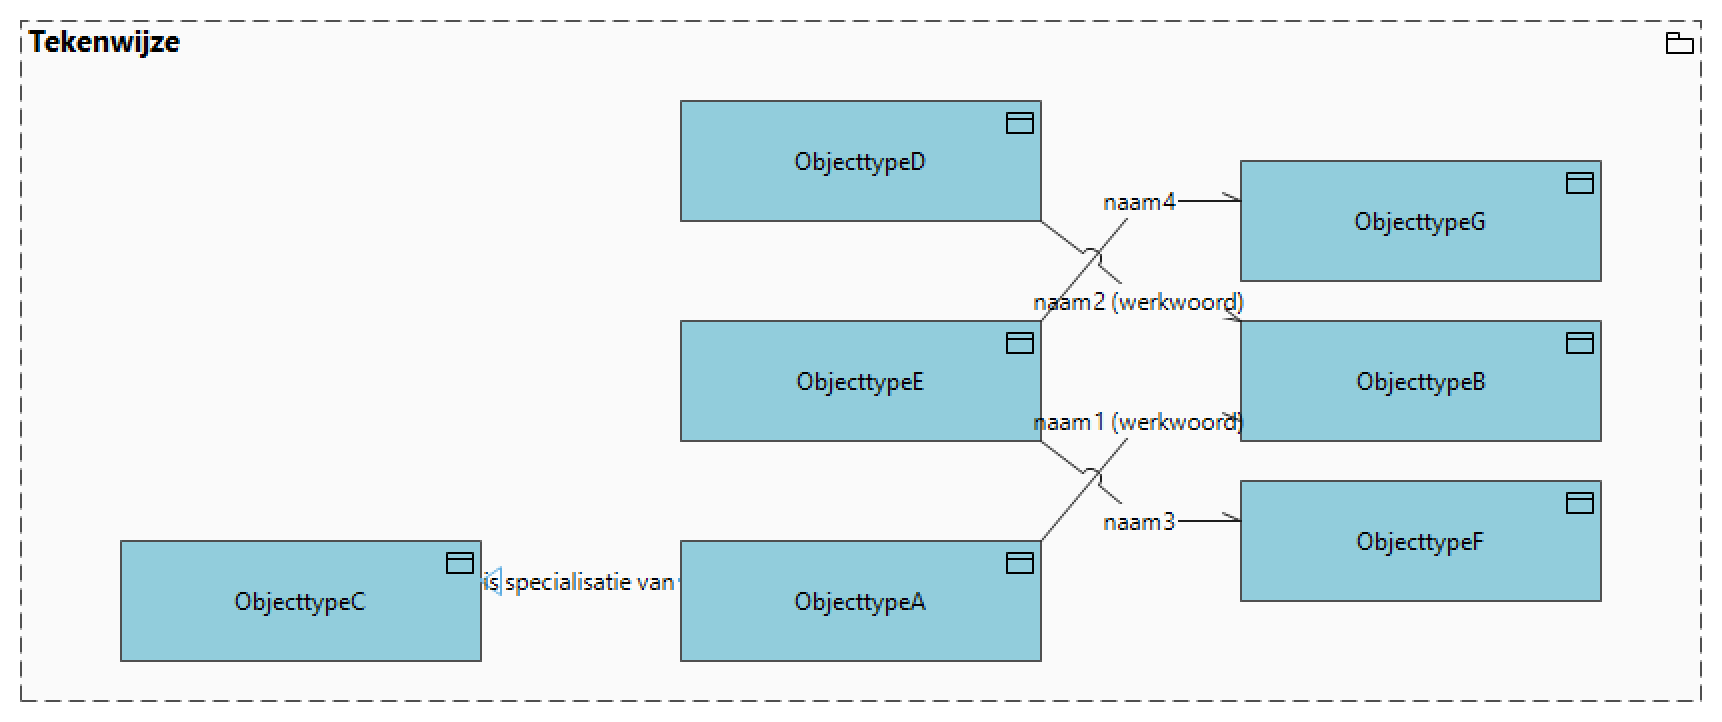 Tekenwijze
ObjecttypeD
naam4
ObjecttypeG
naam2 (werkwoord)
ObjecttypeE
ObjecttypeB
naam1 (werkwoord)
naam3
ObjecttypeF
ObjecttypeC
is specialisatie van
ObjecttypeA